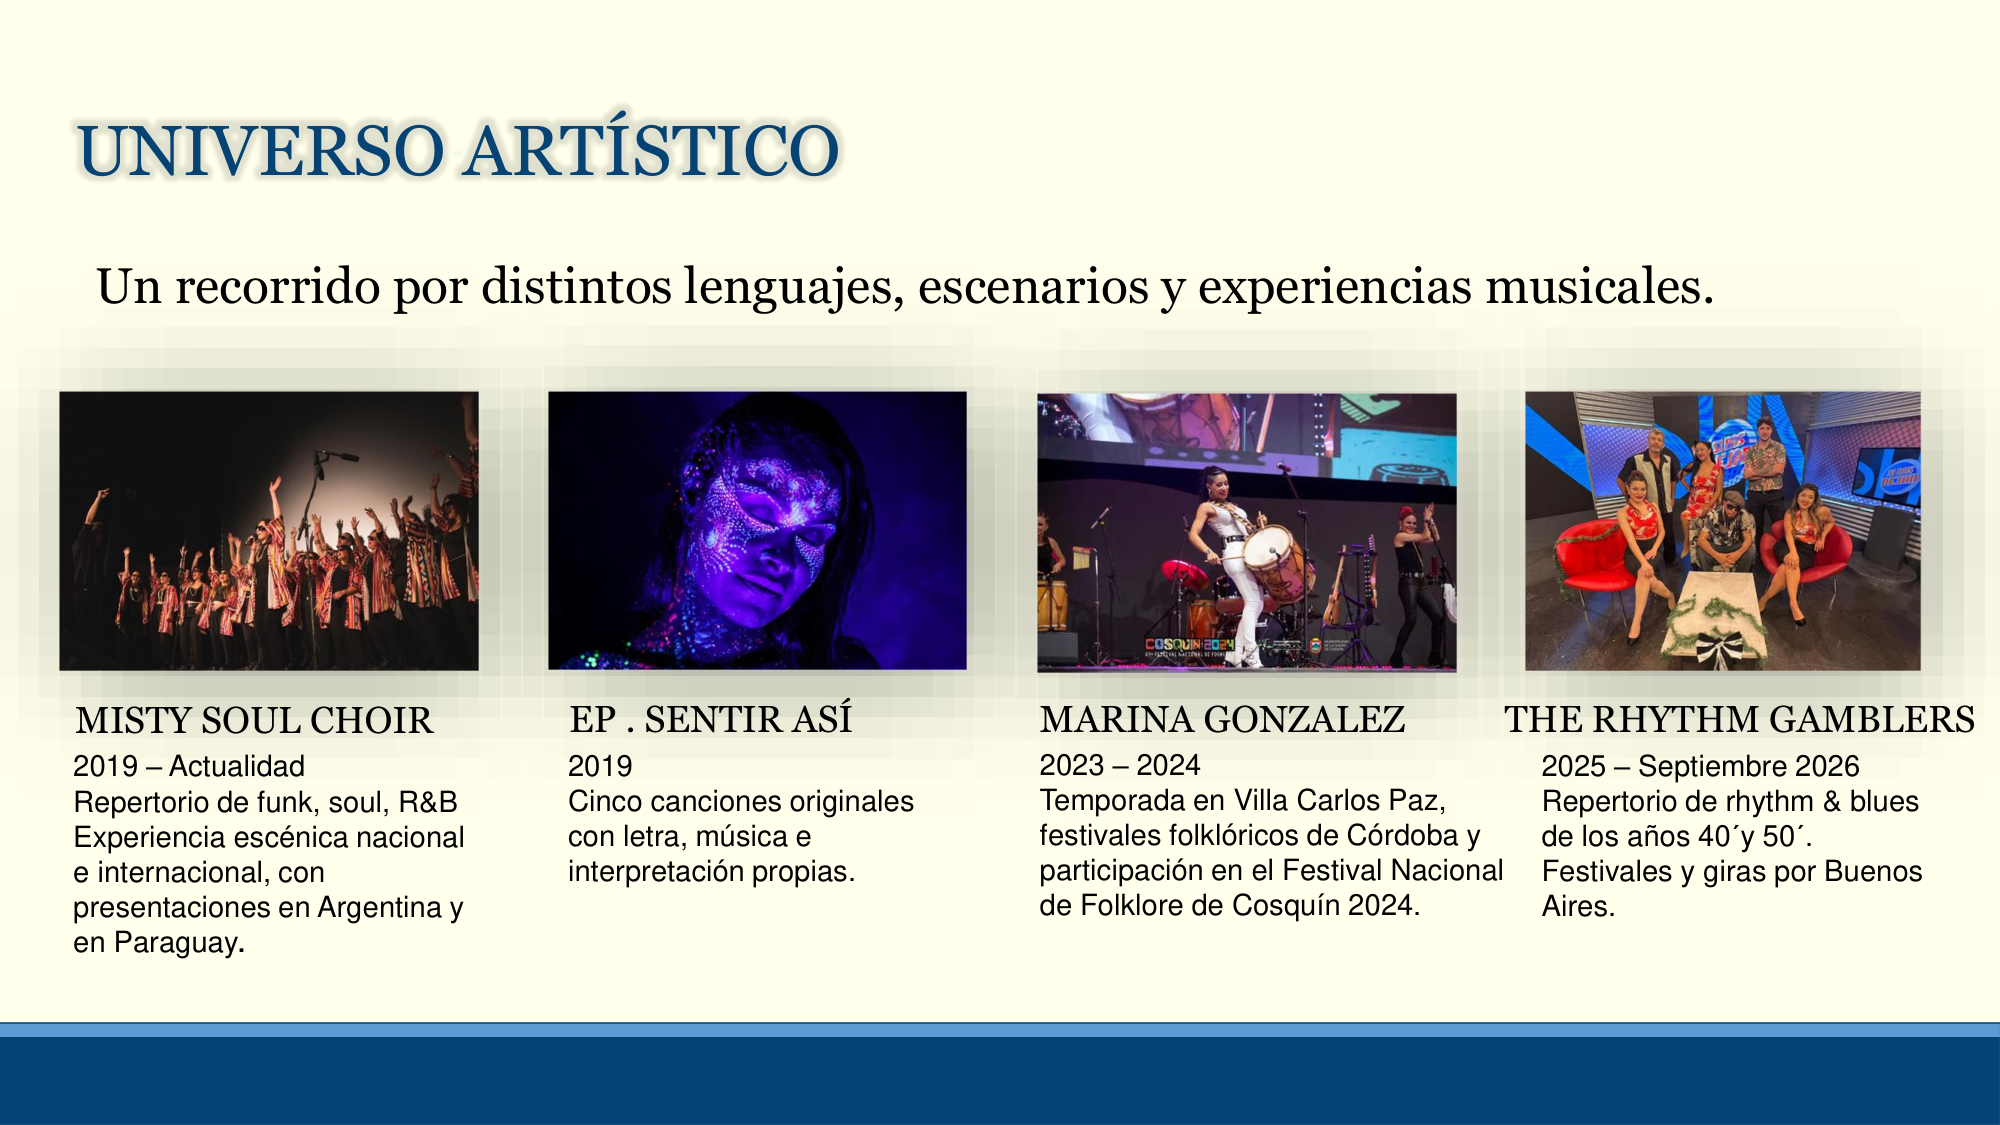 UNIVERSO ARTÍSTICO
Un recorrido por distintos lenguajes, escenarios y experiencias musicales.
COSQUÍN 2024
MISTY SOUL CHOIR
2019 – Actualidad
Repertorio de funk, soul, R&B
Experiencia escénica nacional
e internacional, con
presentaciones en Argentina y
en Paraguay.
EP . SENTIR ASÍ
2019
Cinco canciones originales
con letra, música e
interpretación propias.
MARINA GONZALEZ
2023 – 2024
Temporada en Villa Carlos Paz,
festivales folklóricos de Córdoba y
participación en el Festival Nacional
de Folklore de Cosquín 2024.
THE RHYTHM GAMBLERS
2025 – Septiembre 2026
Repertorio de rhythm & blues
de los años 40´y 50´.
Festivales y giras por Buenos
Aires.